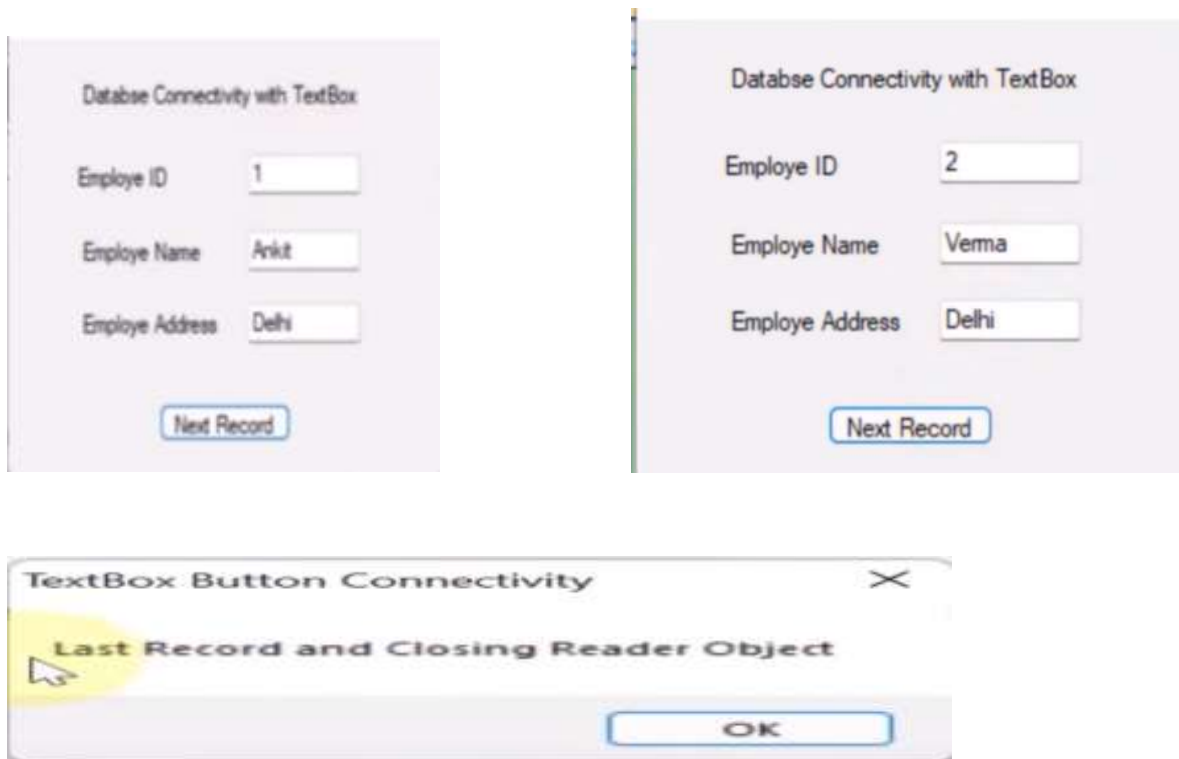 Databse Connectivity with TextBox
Employe ID 1
Employe Name Ankit
Employe Address Delhi
Next Record
Databse Connectivity with TextBox
Employe ID 2
Employe Name Verma
Employe Address Delhi
Next Record
TextBox Button Connectivity
Last Record and Closing Reader Object
OK